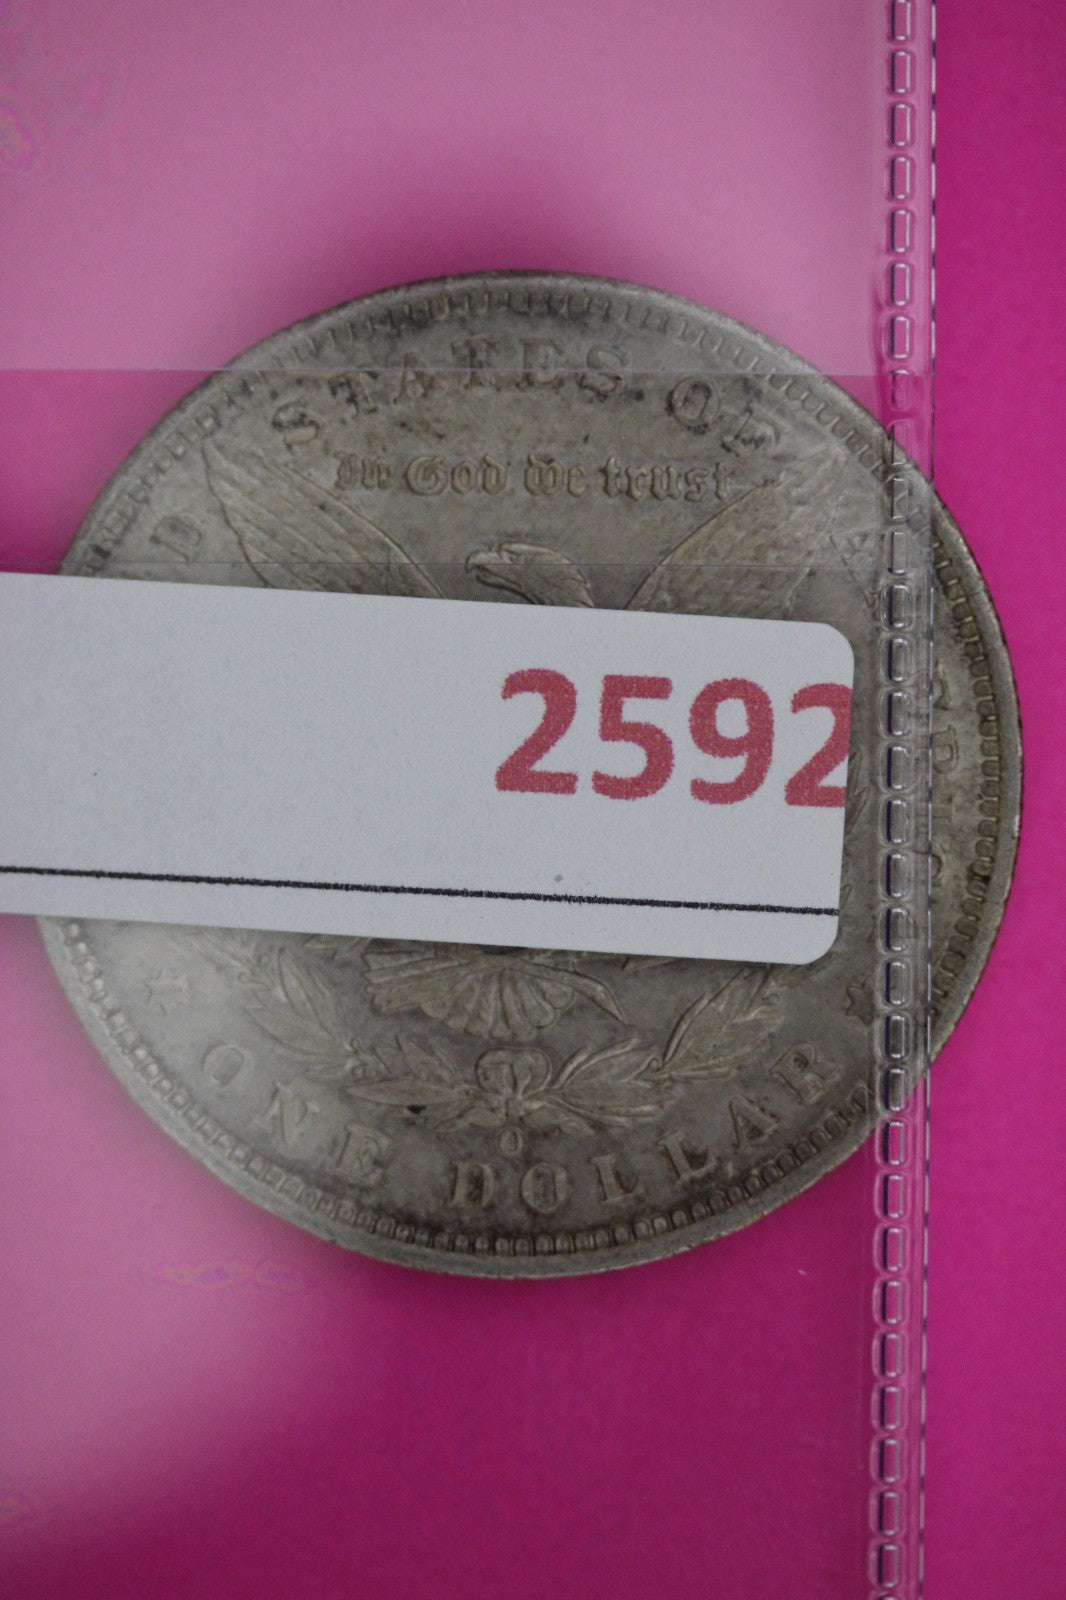 D STATES OF A
In God we trust
2592
ONE DOLLAR
O